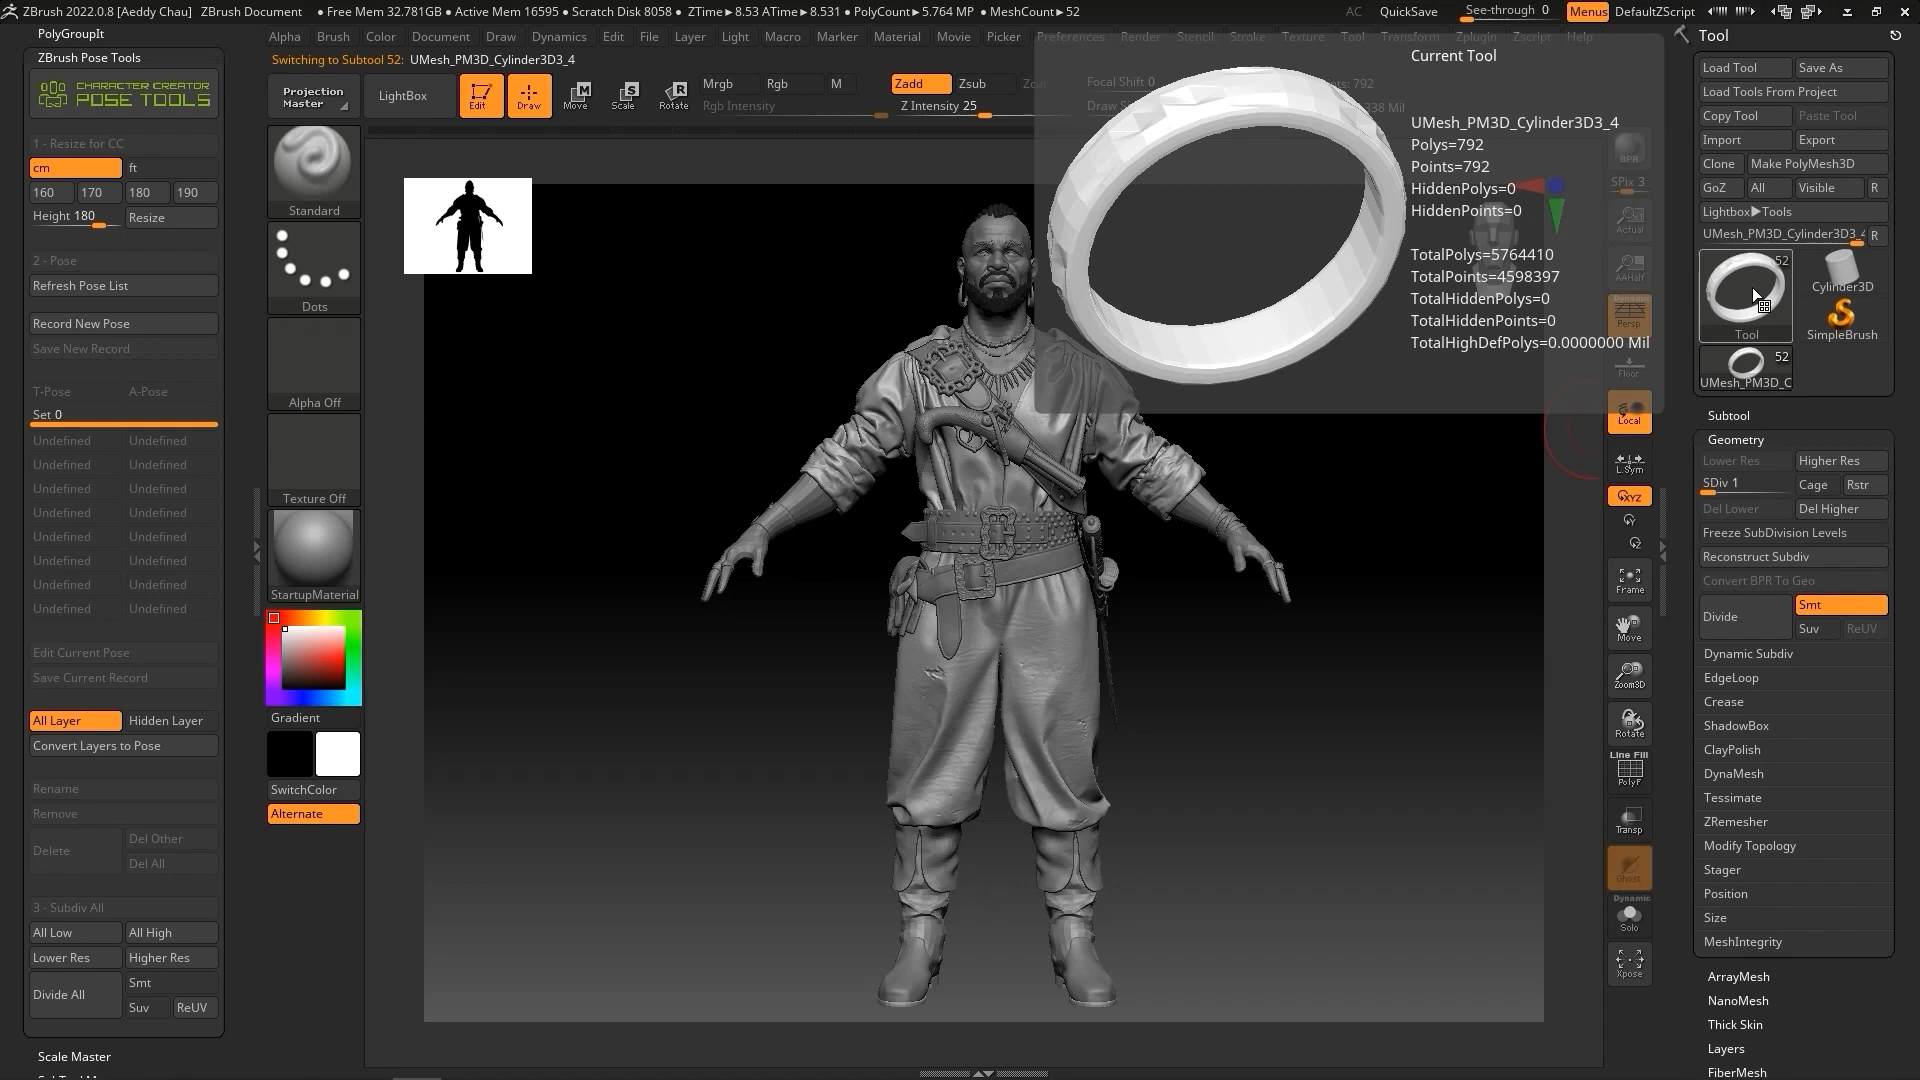 ZBrush 2022.0.8 [Aeddy Chau] ZBrush Document • Free Mem 32.781GB • Active Mem 16595 • Scratch Disk 8058 • ZTime▸8.53 ATime▸8.531 • PolyCount▸5.764 MP • MeshCount▸52 AC QuickSave See-through 0 Menus DefaultZScript
PolyGroupIt
Alpha Brush Color Document Draw Dynamics Edit File Layer Light Macro Marker Material Movie Picker Preferences Render Stencil Stroke Texture Tool Transform Zplugin Zscript Help
ZBrush Pose Tools
CHARACTER CREATOR
POSE TOOLS
1 - Resize for CC
cm ft
160 170 180 190
Height 180 Resize
2 - Pose
Refresh Pose List
Record New Pose
Save New Record
T-Pose A-Pose
Set 0
Undefined Undefined
Undefined Undefined
Undefined Undefined
Undefined Undefined
Undefined Undefined
Undefined Undefined
Undefined Undefined
Undefined Undefined
Edit Current Pose
Save Current Record
All Layer Hidden Layer
Convert Layers to Pose
Rename
Remove
Delete Del Other
Del All
3 - Subdiv All
All Low All High
Lower Res Higher Res
Divide All Smt
Suv ReUV
Scale Master
Switching to Subtool 52: UMesh_PM3D_Cylinder3D3_4
Projection
Master
LightBox
Edit Draw Move Scale Rotate
Mrgb Rgb M
Rgb Intensity
Zadd Zsub
Z Intensity 25
Focal Shift 0
Standard
Dots
Alpha Off
Texture Off
StartupMaterial
Gradient
SwitchColor
Alternate
Current Tool
UMesh_PM3D_Cylinder3D3_4
Polys=792
Points=792
HiddenPolys=0
HiddenPoints=0
TotalPolys=5764410
TotalPoints=4598397
TotalHiddenPolys=0
TotalHiddenPoints=0
TotalHighDefPolys=0.0000000 Mil
BPR
SPix 3
Actual
AAHalf
Dynamic
Persp
Floor
Local
L.Sym
XYZ
Y
Z
Frame
Move
Zoom3D
Rotate
Line Fill
PolyF
Transp
Ghost
Dynamic
Solo
Xpose
Tool
Load Tool Save As
Load Tools From Project
Copy Tool Paste Tool
Import Export
Clone Make PolyMesh3D
GoZ All Visible R
Lightbox▸Tools
UMesh_PM3D_Cylinder3D3_4 R
52
Cylinder3D
Tool
SimpleBrush
52
UMesh_PM3D_C
Subtool
Geometry
Lower Res Higher Res
SDiv 1 Cage Rstr
Del Lower Del Higher
Freeze SubDivision Levels
Reconstruct Subdiv
Convert BPR To Geo
Divide Smt
Suv ReUV
Dynamic Subdiv
EdgeLoop
Crease
ShadowBox
ClayPolish
DynaMesh
Tessimate
ZRemesher
Modify Topology
Stager
Position
Size
MeshIntegrity
ArrayMesh
NanoMesh
Thick Skin
Layers
FiberMesh